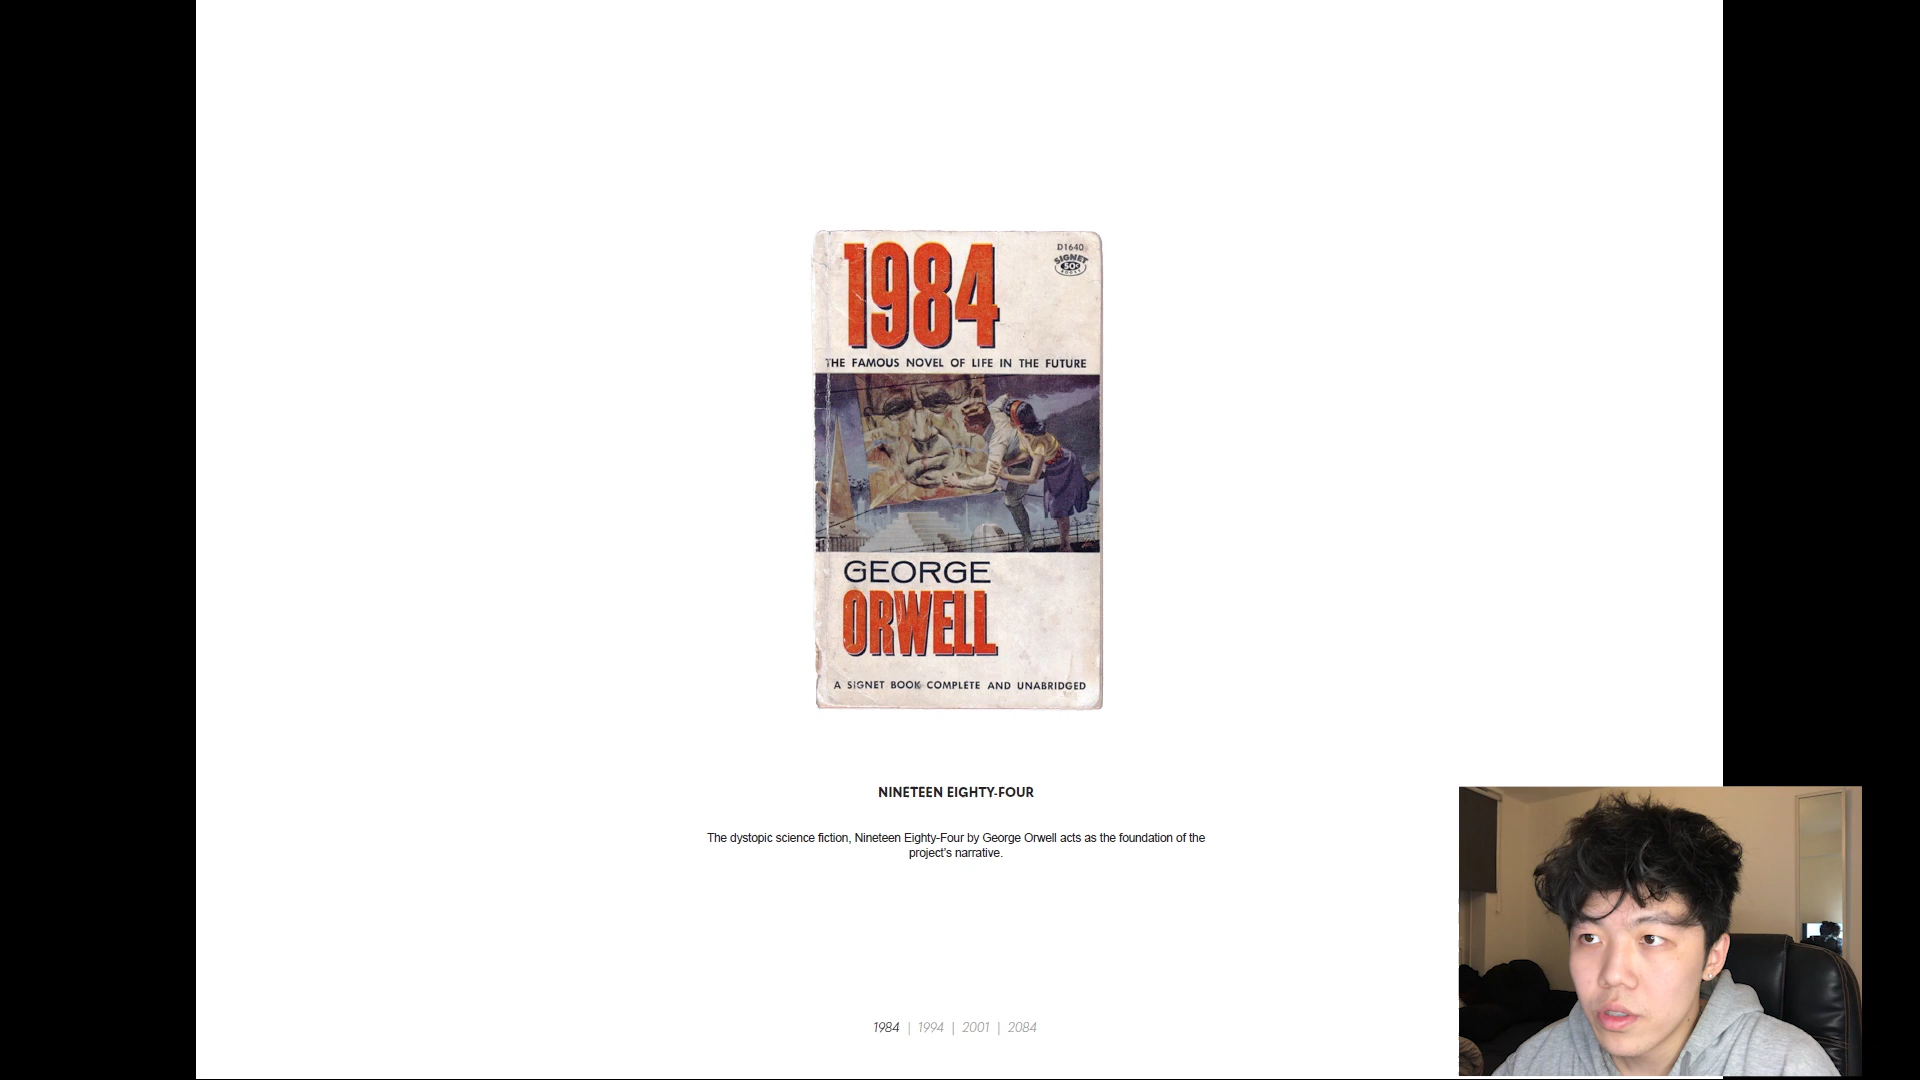 1984
D1640
SIGNET
50¢
BOOKS
THE FAMOUS NOVEL OF LIFE IN THE FUTURE
GEORGE
ORWELL
A SIGNET BOOK COMPLETE AND UNABRIDGED
NINETEEN EIGHTY-FOUR
The dystopic science fiction, Nineteen Eighty-Four by George Orwell acts as the foundation of the
project's narrative.
1984 | 1994 | 2001 | 2084